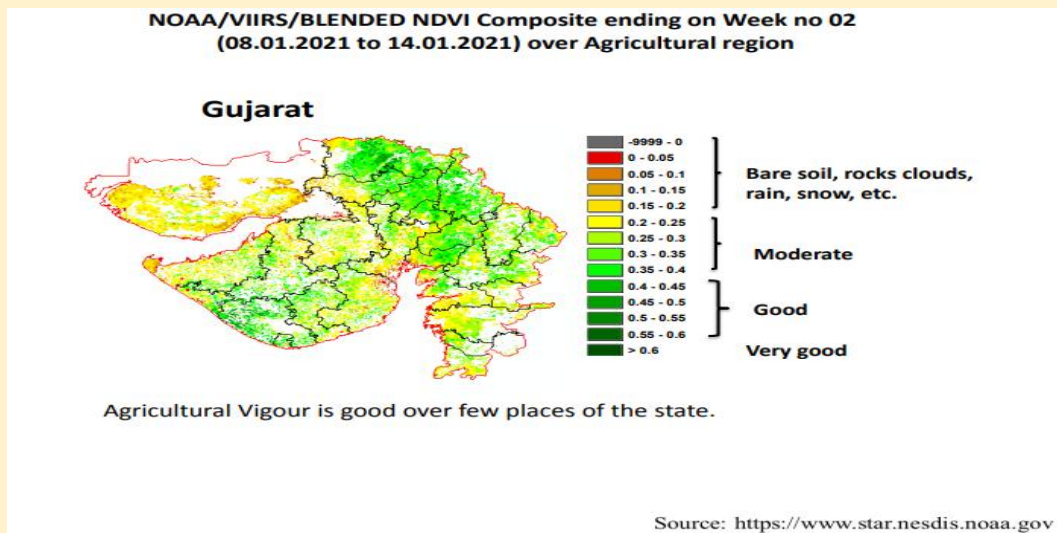 NOAA/VIIRS/BLENDED NDVI Composite ending on Week no 02
(08.01.2021 to 14.01.2021) over Agricultural region
Gujarat
-9999 - 0
0 - 0.05
0.05 - 0.1
0.1 - 0.15
0.15 - 0.2
0.2 - 0.25
0.25 - 0.3
0.3 - 0.35
0.35 - 0.4
0.4 - 0.45
0.45 - 0.5
0.5 - 0.55
0.55 - 0.6
> 0.6
Bare soil, rocks clouds,
rain, snow, etc.
Moderate
Good
Very good
Agricultural Vigour is good over few places of the state.
Source: https://www.star.nesdis.noaa.gov